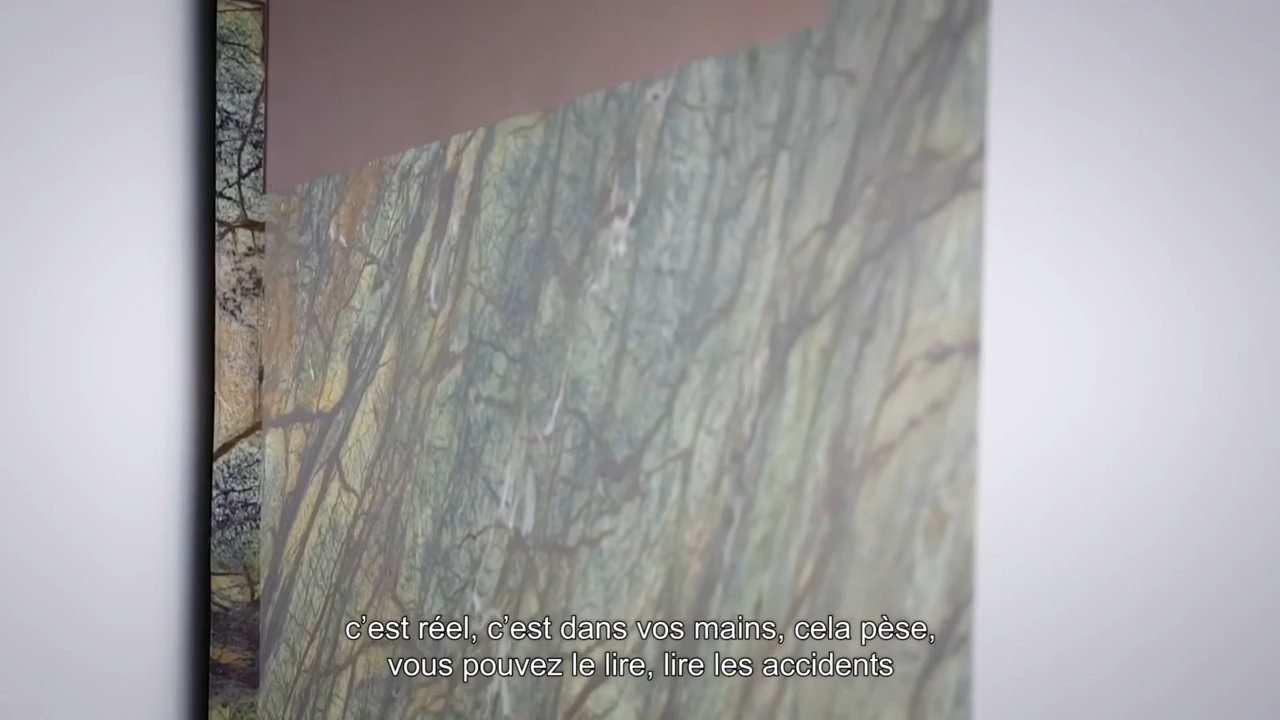 c’est réel, c’est dans vos mains, cela pèse,
vous pouvez le lire, lire les accidents